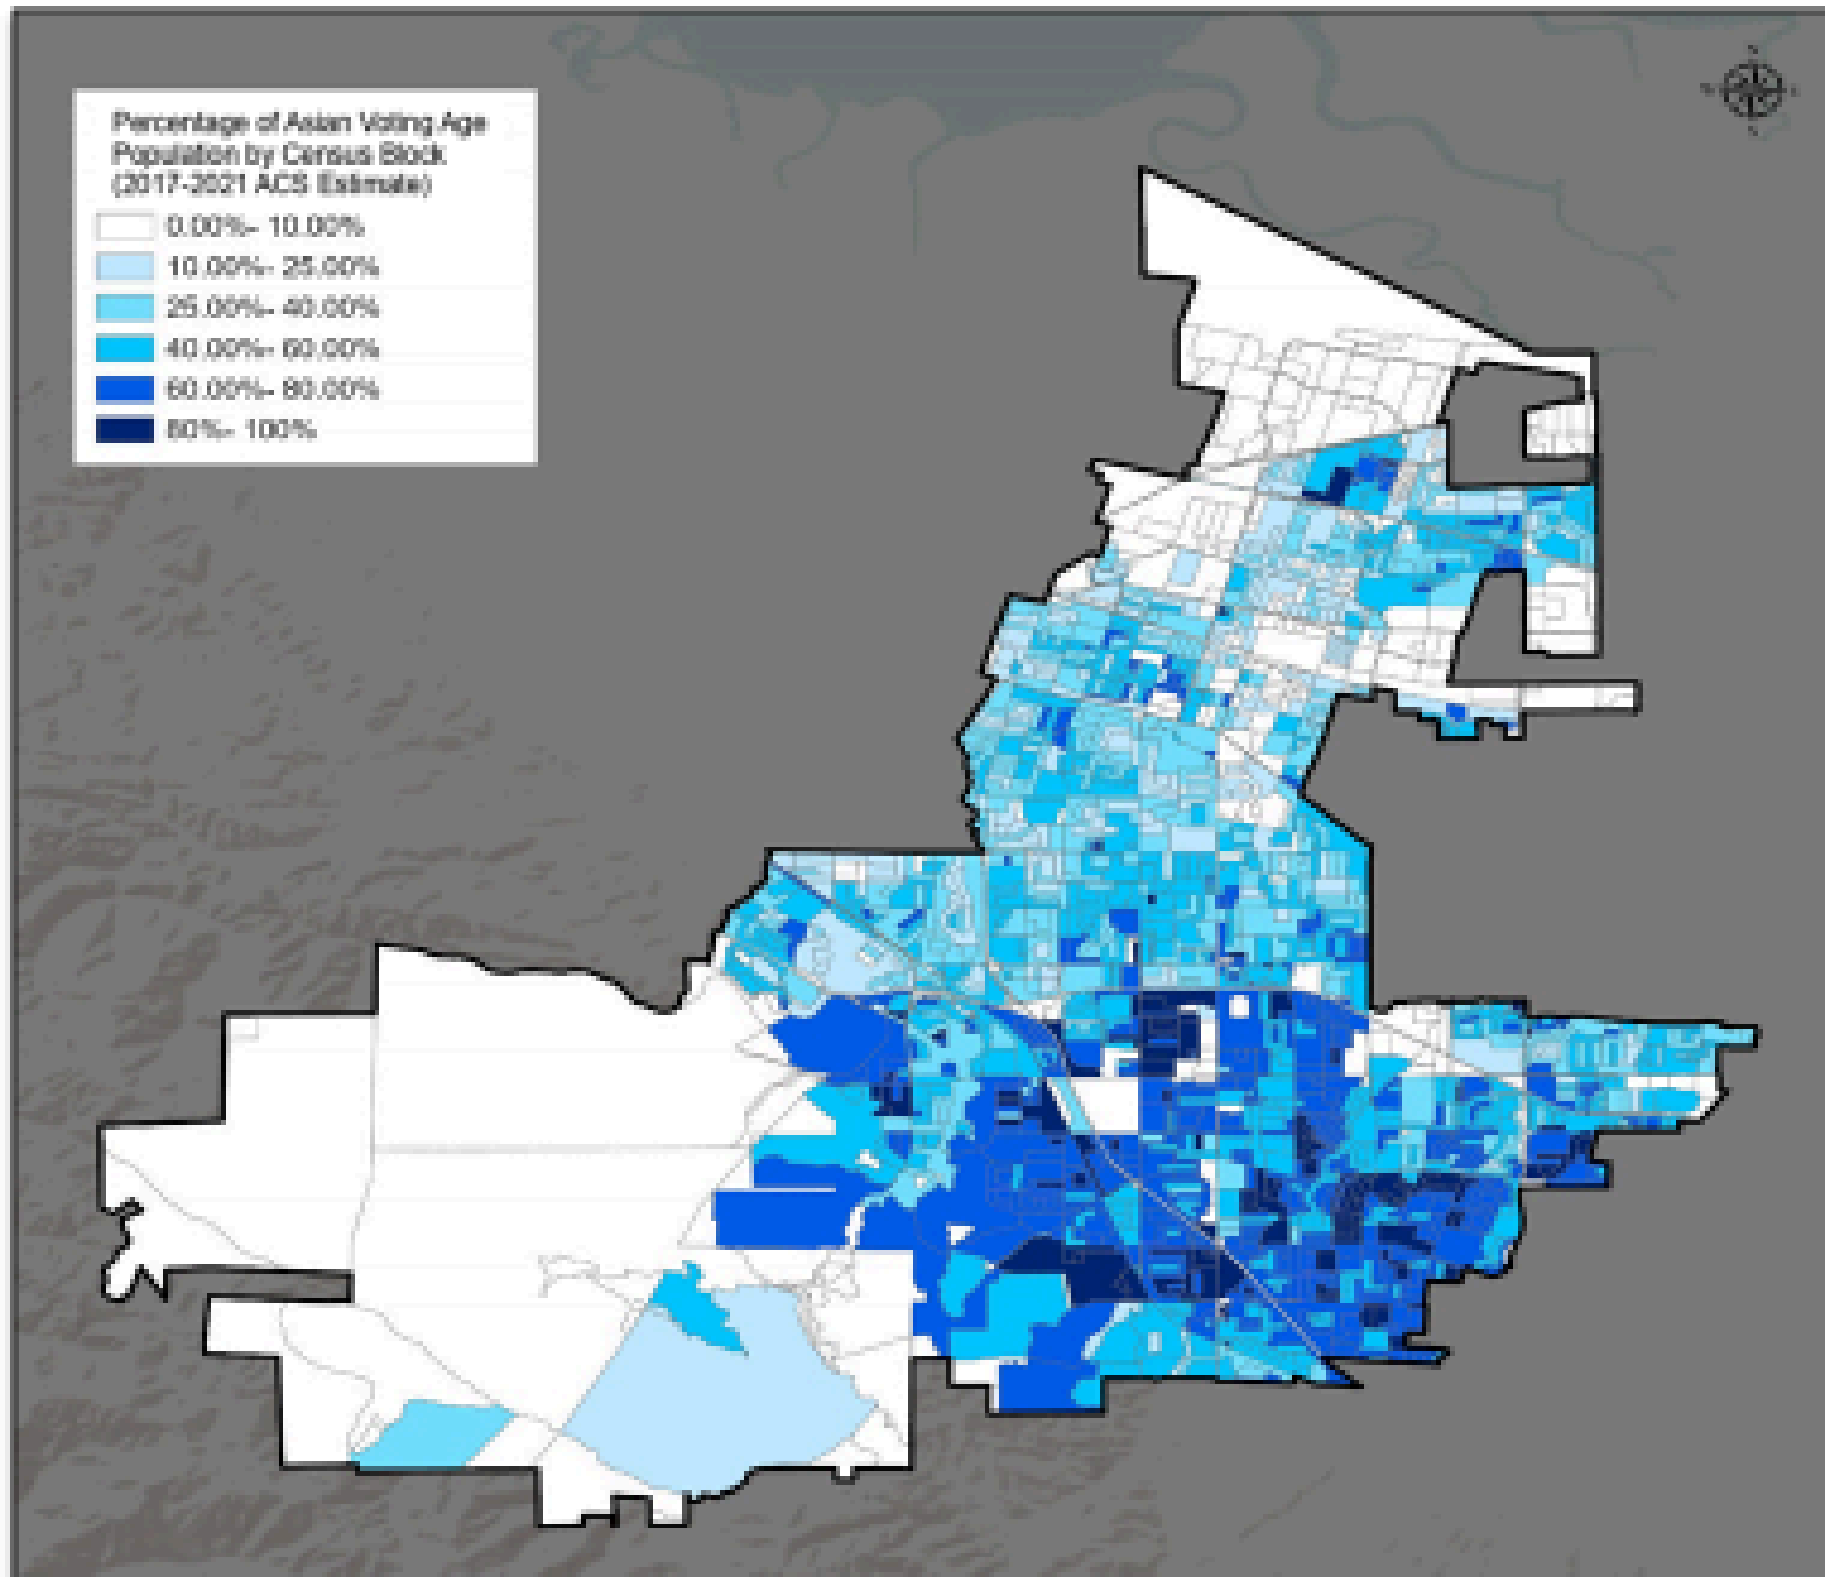 Percentage of Asian Voting Age
Population by Census Block
(2017-2021 ACS Estimate)
0.00%- 10.00%
10.00%- 25.00%
25.00%- 40.00%
40.00%- 60.00%
60.00%- 80.00%
80%- 100%